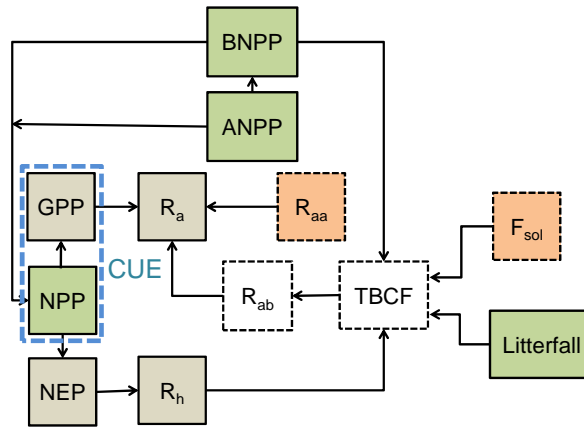 BNPP
ANPP
GPP
Ra
Raa
Fsol
CUE
NPP
Rab
TBCF
Litterfall
NEP
Rh